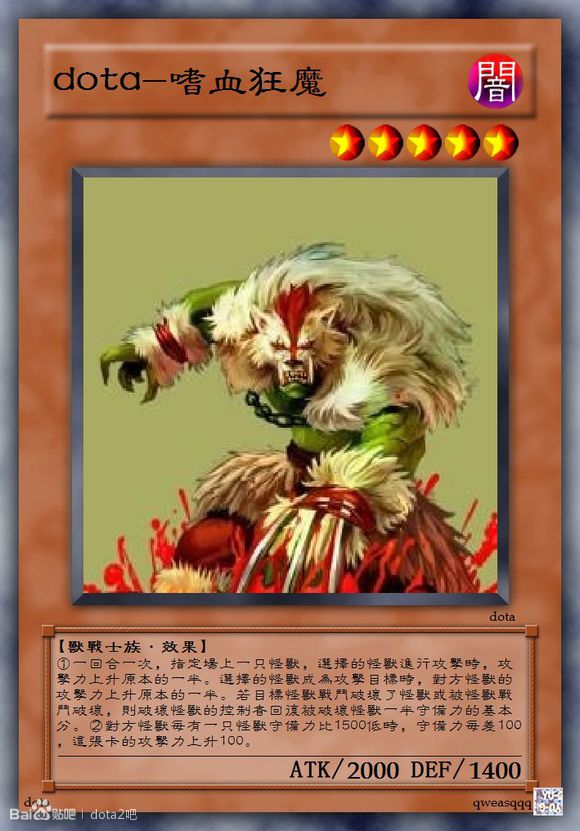 dota-嗜血狂魔
闇
dota
【獸戰士族·效果】
①一回合一次，指定場上一只怪獸，選擇的怪獸進行攻擊時，攻
擊力上升原本的一半。選擇的怪獸成為攻擊目標時，對方怪獸的
攻擊力上升原本的一半。若目標怪獸戰鬥破壞了怪獸或被怪獸戰
鬥破壞，則破壞怪獸的控制者回復被破壞怪獸一半守備力的基本
分。②對方怪獸每有一只怪獸守備力比1500低時，守備力每差100
，這張卡的攻擊力上升100。
ATK/2000 DEF/1400
qweasqqq
Bai贴吧 | dota2吧